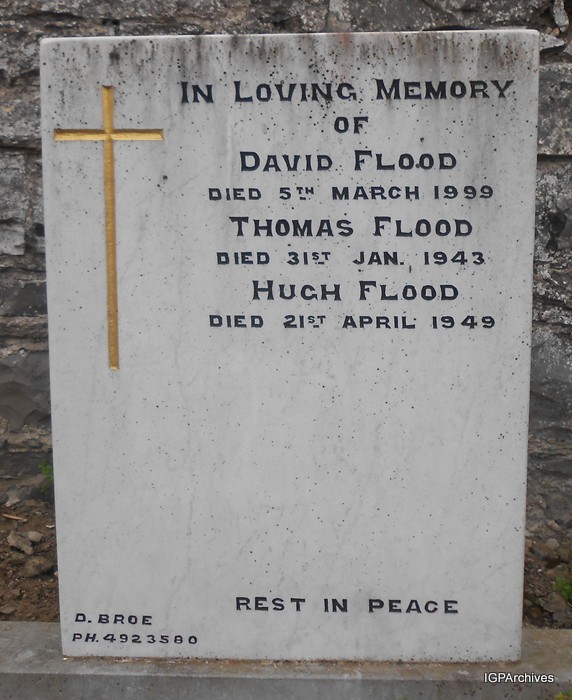 IN LOVING MEMORY
OF
DAVID FLOOD
DIED 5TH MARCH 1999
THOMAS FLOOD
DIED 31ST JAN. 1943
HUGH FLOOD
DIED 21ST APRIL 1949
REST IN PEACE
D. BROE
PH. 4923580
IGPArchives